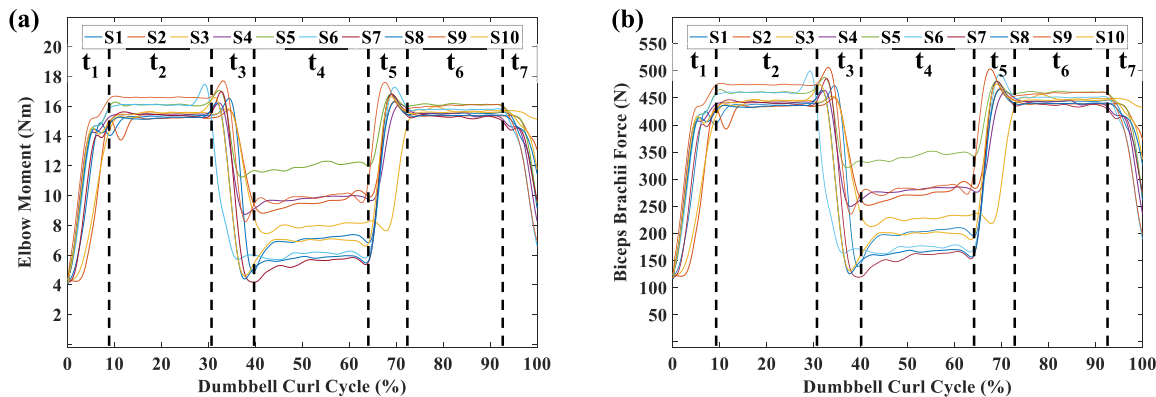 (a)
S1 S2 S3 S4 S5 S6 S7 S8 S9 S10
t1 t2 t3 t4 t5 t6 t7
20
18
16
14
12
10
8
6
4
2
Elbow Moment (Nm)
0 10 20 30 40 50 60 70 80 90 100
Dumbbell Curl Cycle (%)
(b)
S1 S2 S3 S4 S5 S6 S7 S8 S9 S10
t1 t2 t3 t4 t5 t6 t7
550
500
450
400
350
300
250
200
150
100
50
Biceps Brachii Force (N)
0 10 20 30 40 50 60 70 80 90 100
Dumbbell Curl Cycle (%)